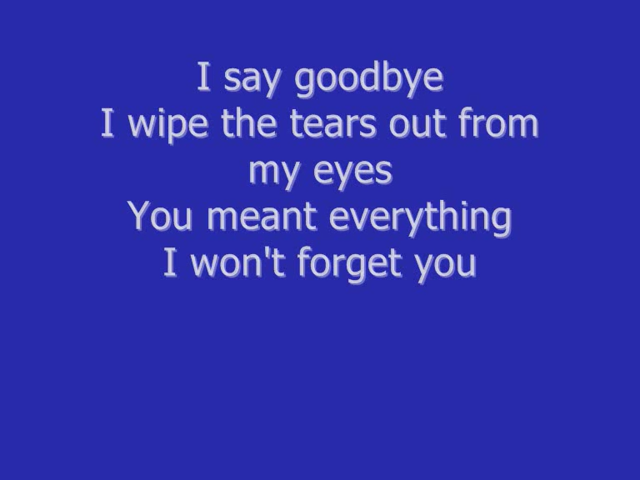 I say goodbye
I wipe the tears out from
my eyes
You meant everything
I won't forget you